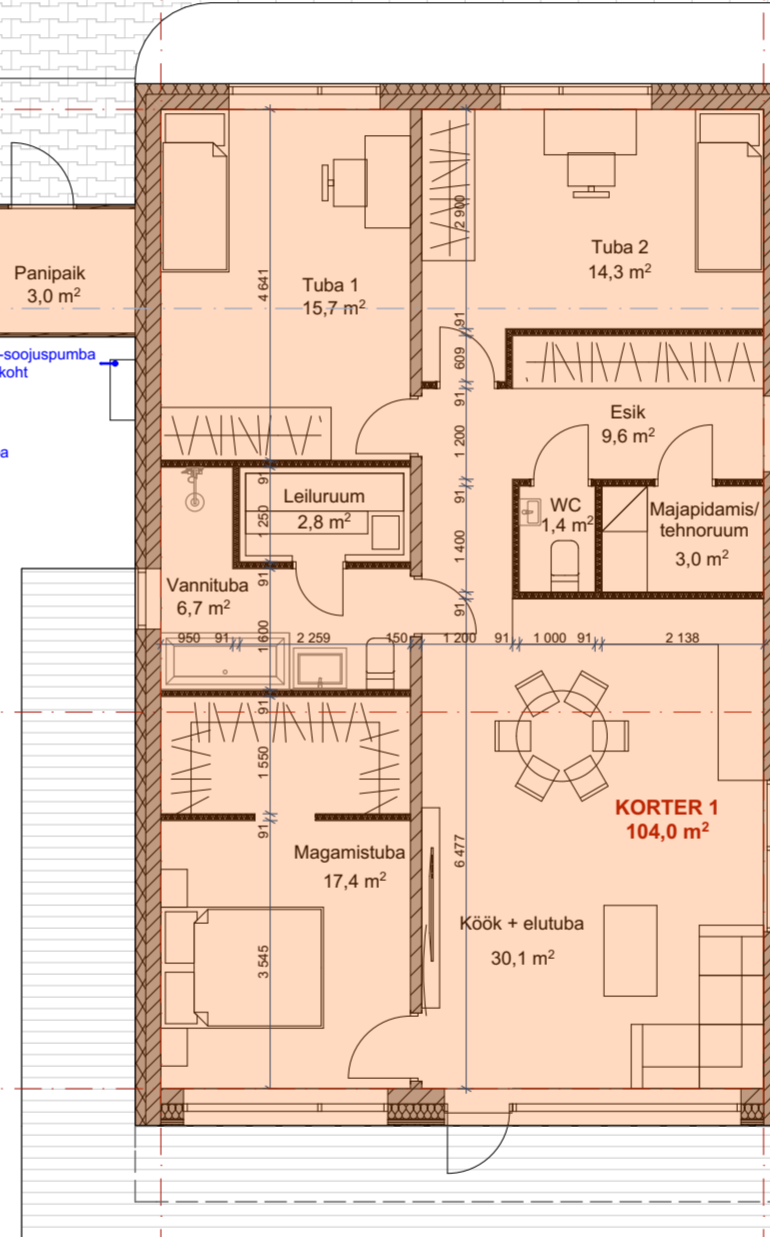 Tuba 1
15,7 m²
Tuba 2
14,3 m²
2 900
4 641
Panipaik
3,0 m²
-soojuspumba
koht
a
91
609
91
Esik
9,6 m²
1 200
91
91
Leiluruum
2,8 m²
1 250
WC
1,4 m²
Majapidamis/
tehnoruum
3,0 m²
1 400
91
Vannituba
6,7 m²
91
1 600
950
91
2 259
150
1 200
91
1 000
91
2 138
91
1 550
91
KORTER 1
104,0 m²
Magamistuba
17,4 m²
6 477
Köök + elutuba
30,1 m²
3 545